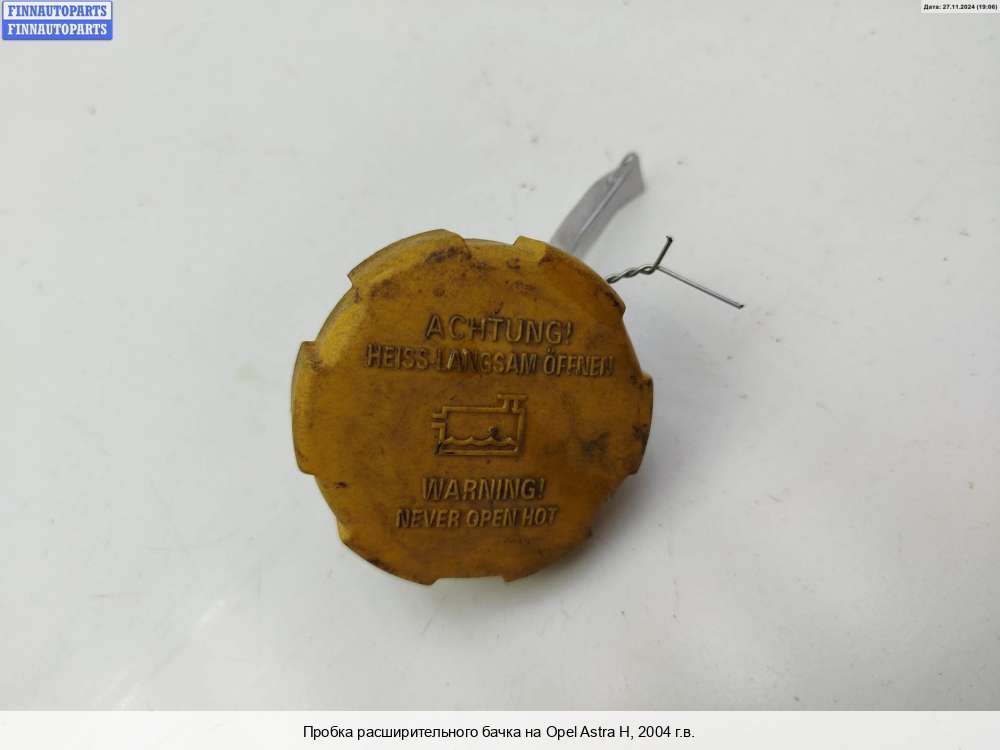 FINNAUTOPARTS
FINNAUTOPARTS
Дата: 27.11.2024 (19:06)
ACHTUNG!
HEISS-LANGSAM ÖFFNEN
WARNING!
NEVER OPEN HOT
Пробка расширительного бачка на Opel Astra H, 2004 г.в.